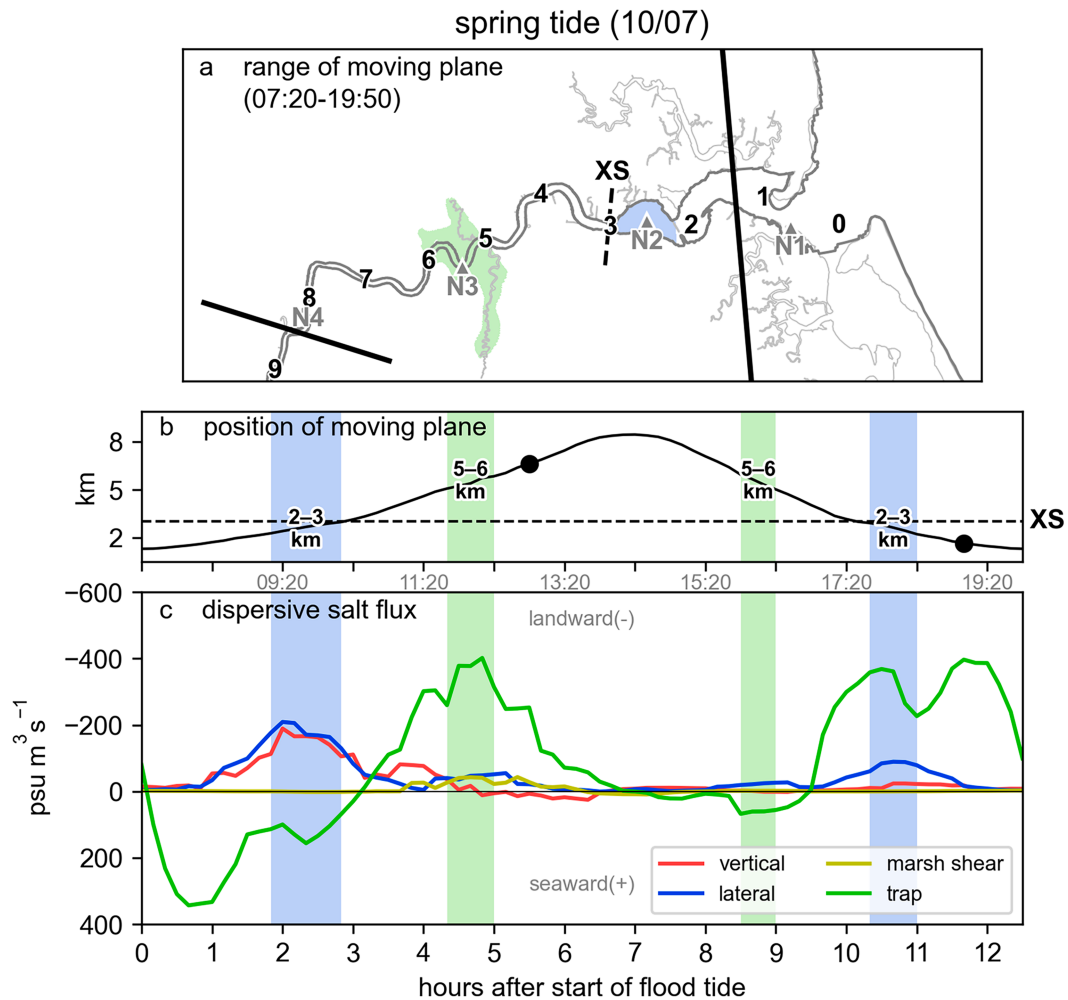 spring tide (10/07)
a range of moving plane
(07:20-19:50)
XS
4
3
2
1
0
N2
N1
5
6
N3
7
8
N4
9
b position of moving plane
8
5
2
km
5–6
km
5–6
km
2–3
km
2–3
km
XS
09:20 11:20 13:20 15:20 17:20 19:20
c dispersive salt flux
landward(-)
−600
−400
−200
0
200
400
psu m³ s⁻¹
seaward(+)
vertical
lateral
marsh shear
trap
0 1 2 3 4 5 6 7 8 9 10 11 12
hours after start of flood tide